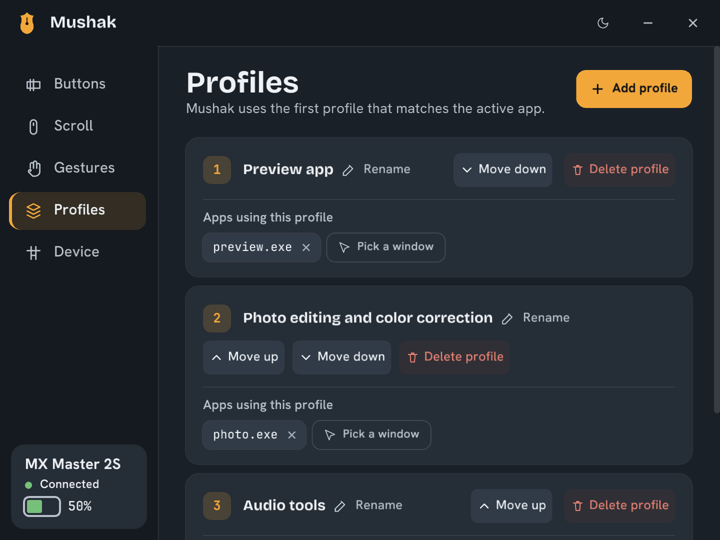 Mushak
Buttons
Scroll
Gestures
Profiles
Device
MX Master 2S
Connected
50%
Profiles
Mushak uses the first profile that matches the active app.
Add profile
1 Preview app Rename Move down Delete profile
Apps using this profile
preview.exe Pick a window
2 Photo editing and color correction Rename
Move up Move down Delete profile
Apps using this profile
photo.exe Pick a window
3 Audio tools Rename Move up Delete profile